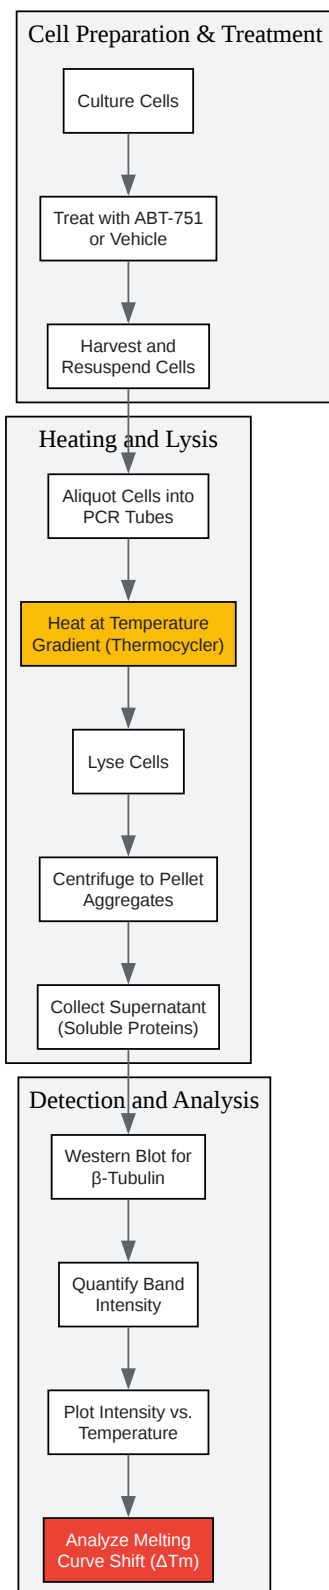 Cell Preparation & Treatment
Culture Cells
Treat with ABT-751
or Vehicle
Harvest and
Resuspend Cells
Heating and Lysis
Aliquot Cells into
PCR Tubes
Heat at Temperature
Gradient (Thermocycler)
Lyse Cells
Centrifuge to Pellet
Aggregates
Collect Supernatant
(Soluble Proteins)
Detection and Analysis
Western Blot for
β-Tubulin
Quantify Band
Intensity
Plot Intensity vs.
Temperature
Analyze Melting
Curve Shift (ΔTm)